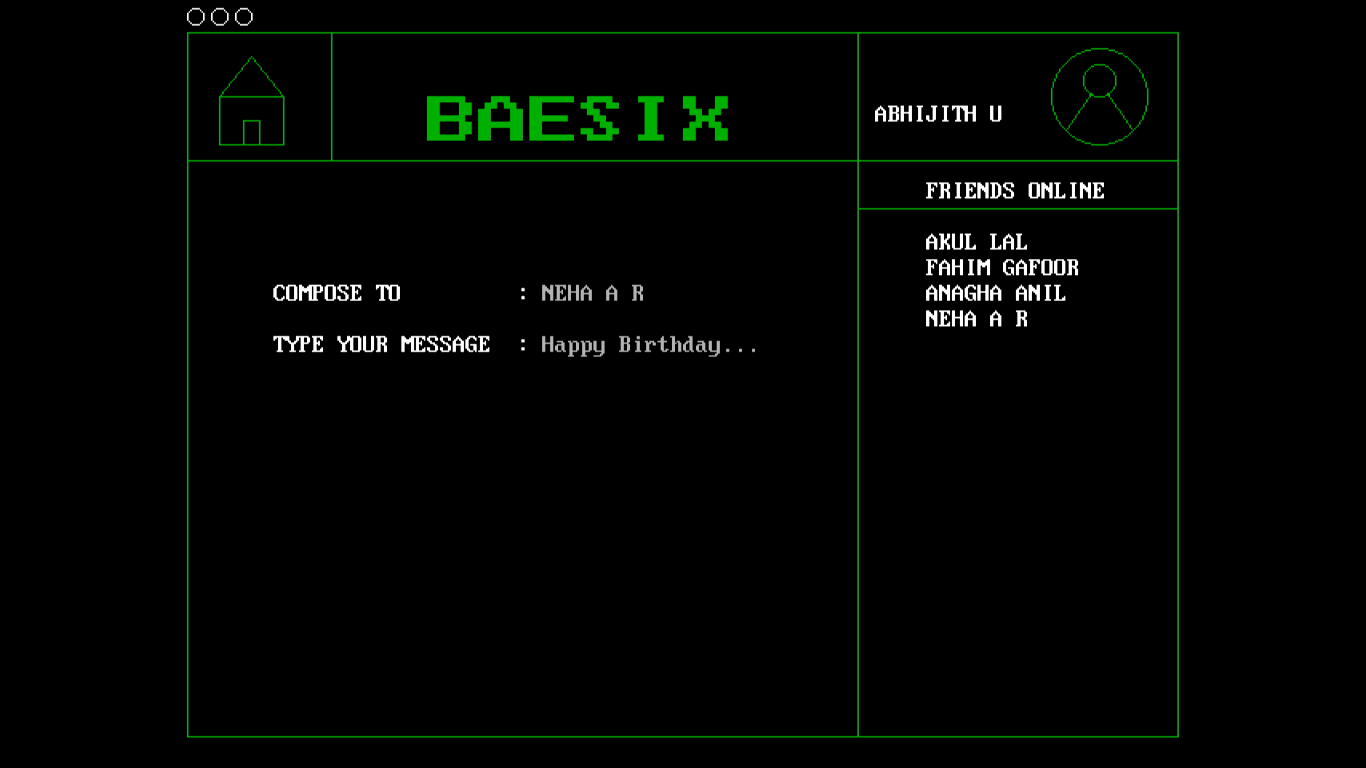 BAESIX
ABHIJITH U
FRIENDS ONLINE
AKUL LAL
FAHIM GAFOOR
ANAGHA ANIL
NEHA A R
COMPOSE TO : NEHA A R
TYPE YOUR MESSAGE : Happy Birthday...